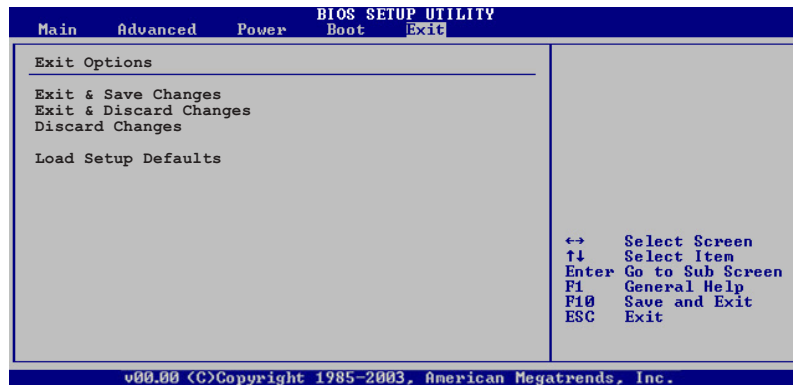 BIOS SETUP UTILITY
Main Advanced Power Boot Exit
Exit Options
Exit & Save Changes
Exit & Discard Changes
Discard Changes
Load Setup Defaults
←→ Select Screen
↑↓ Select Item
Enter Go to Sub Screen
F1 General Help
F10 Save and Exit
ESC Exit
v00.00 (C)Copyright 1985-2003, American Megatrends, Inc.